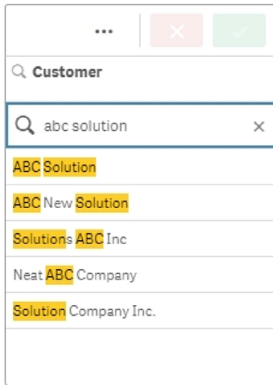 ...
Customer
abc solution
ABC Solution
ABC New Solution
Solutions ABC Inc
Neat ABC Company
Solution Company Inc.